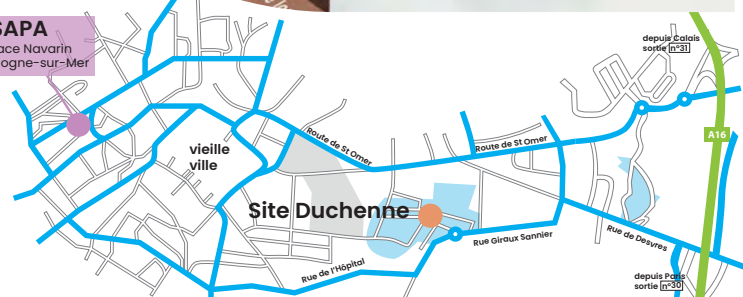 SAPA
ace Navarin
ogne-sur-Mer
depuis Calais
sortie n°31
A16
Route de St Omer
Route de St Omer
vieille
ville
Site Duchenne
Rue Giraux Sannier
Rue de Desvres
Rue de l'Hôpital
depuis Paris
sortie n°30